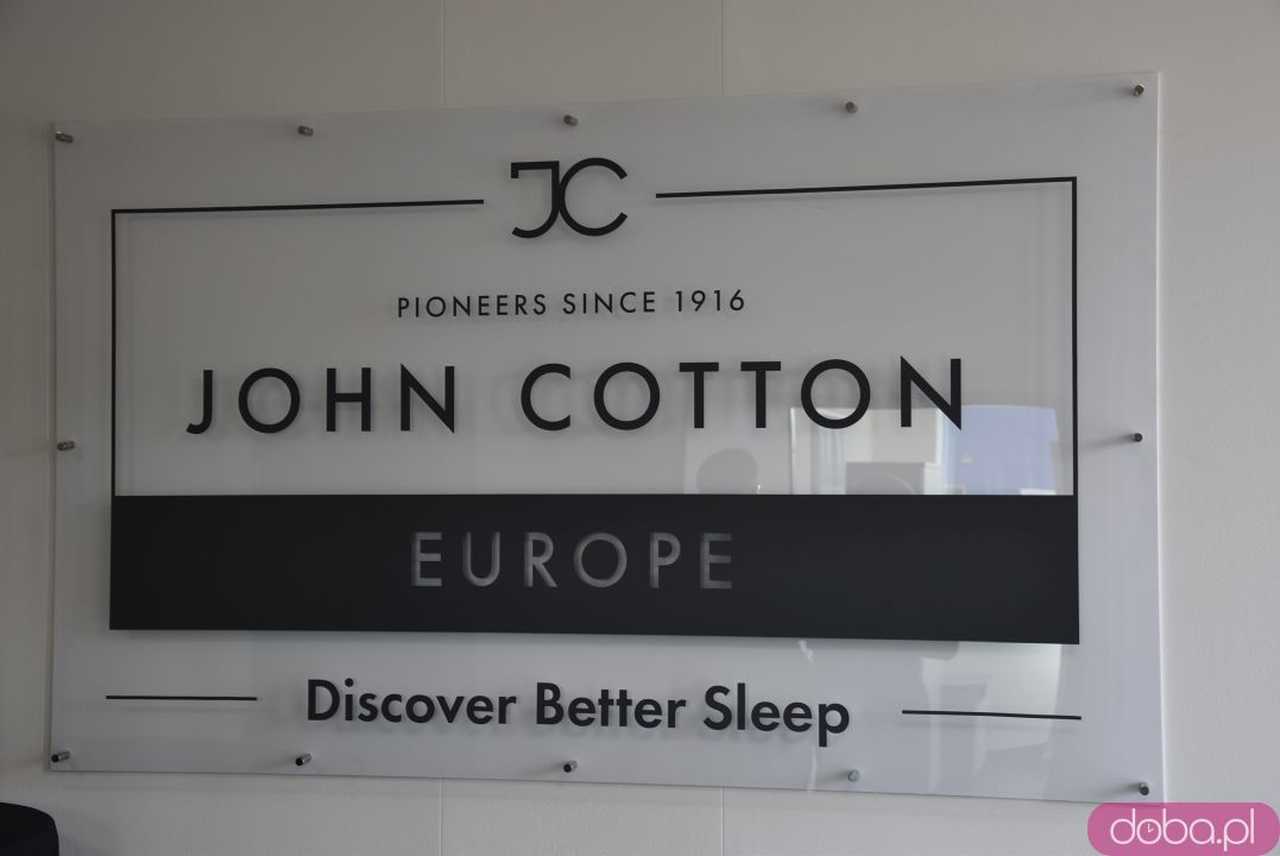 JC
PIONEERS SINCE 1916
JOHN COTTON
EUROPE
Discover Better Sleep
doba.pl